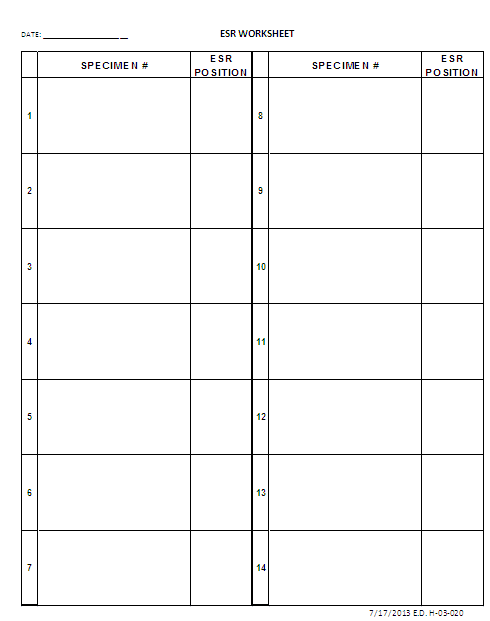 DATE: ____________________ ESR WORKSHEET
SPECIMEN # ESR POSITION SPECIMEN # ESR POSITION
1 8
2 9
3 10
4 11
5 12
6 13
7 14
7/17/2013 E.D. H-03-020